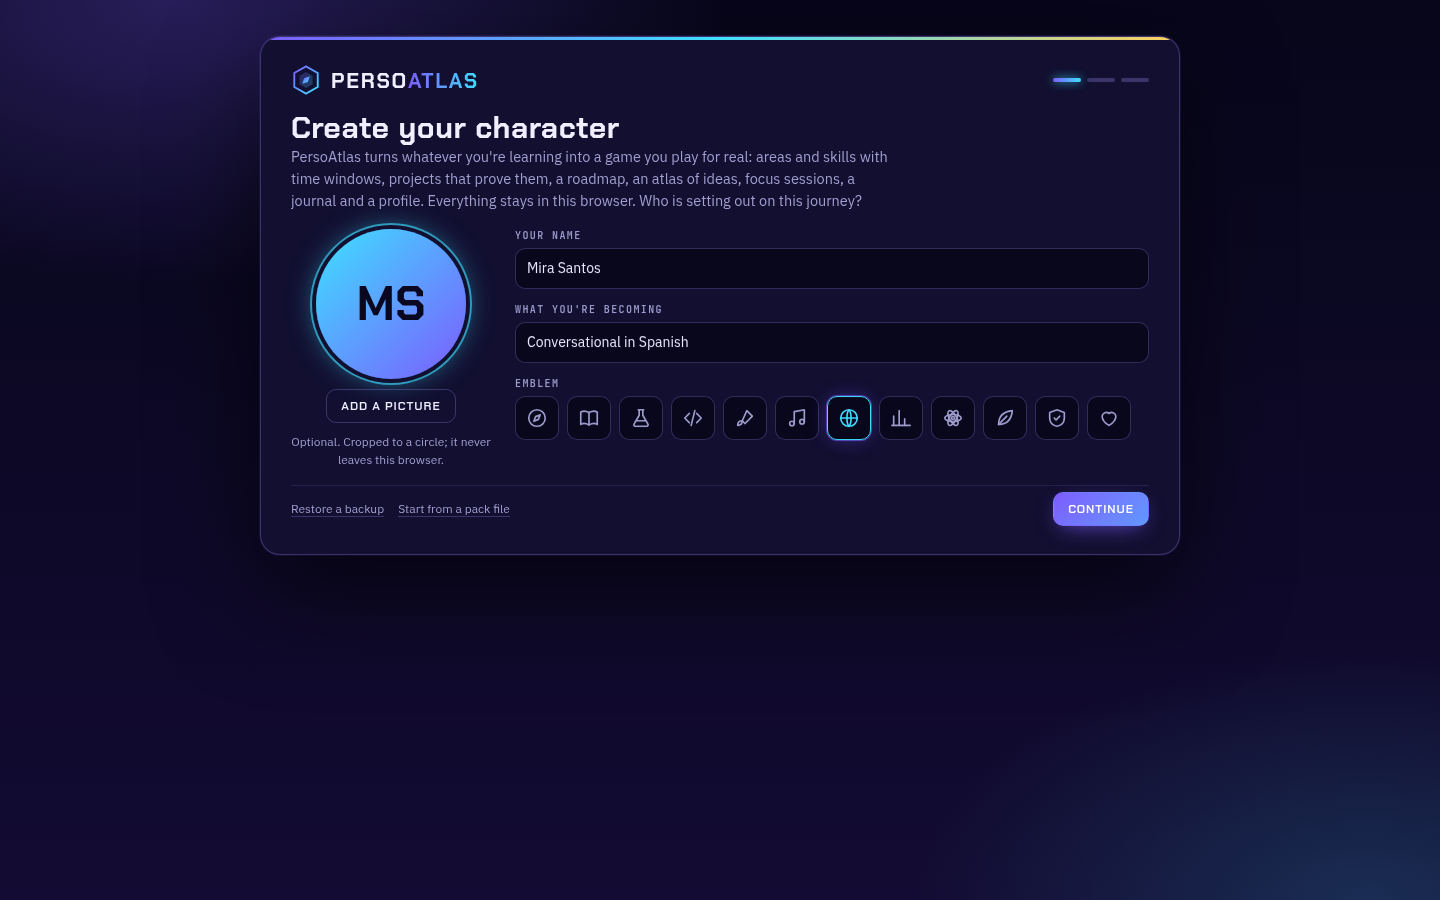 PERSOATLAS
Create your character
PersoAtlas turns whatever you're learning into a game you play for real: areas and skills with
time windows, projects that prove them, a roadmap, an atlas of ideas, focus sessions, a
journal and a profile. Everything stays in this browser. Who is setting out on this journey?
MS
ADD A PICTURE
Optional. Cropped to a circle; it never
leaves this browser.
YOUR NAME
Mira Santos
WHAT YOU'RE BECOMING
Conversational in Spanish
EMBLEM
Restore a backup
Start from a pack file
CONTINUE